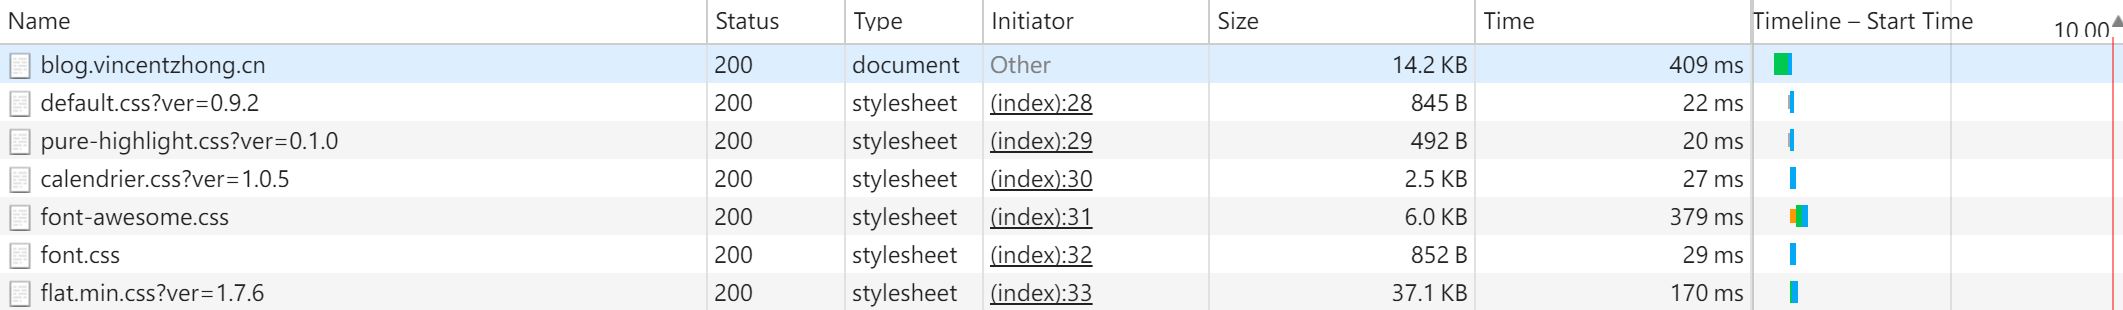 Name Status Type Initiator Size Time Timeline – Start Time 10.00
blog.vincentzhong.cn 200 document Other 14.2 KB 409 ms
default.css?ver=0.9.2 200 stylesheet (index):28 845 B 22 ms
pure-highlight.css?ver=0.1.0 200 stylesheet (index):29 492 B 20 ms
calendrier.css?ver=1.0.5 200 stylesheet (index):30 2.5 KB 27 ms
font-awesome.css 200 stylesheet (index):31 6.0 KB 379 ms
font.css 200 stylesheet (index):32 852 B 29 ms
flat.min.css?ver=1.7.6 200 stylesheet (index):33 37.1 KB 170 ms